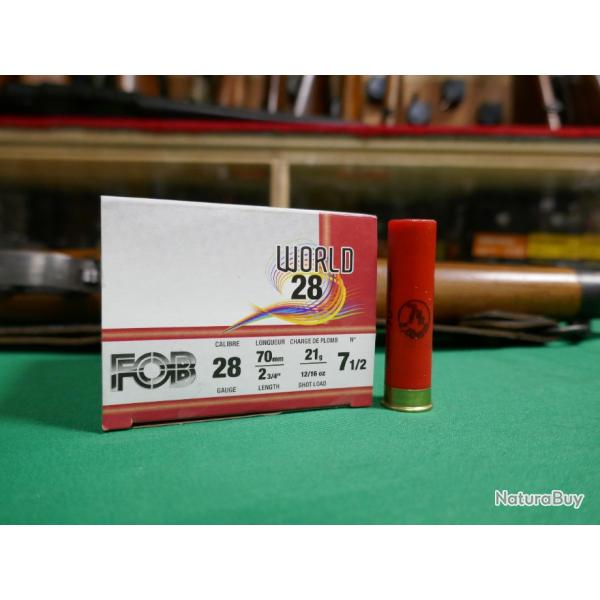 WORLD
28
CALIBRE LONGUEUR CHARGE DE PLOMB N°
FOB 28 70mm 21g 7 1/2
2 3/4" 12/16 oz
GAUGE LENGTH SHOT LOAD
NaturaBuy